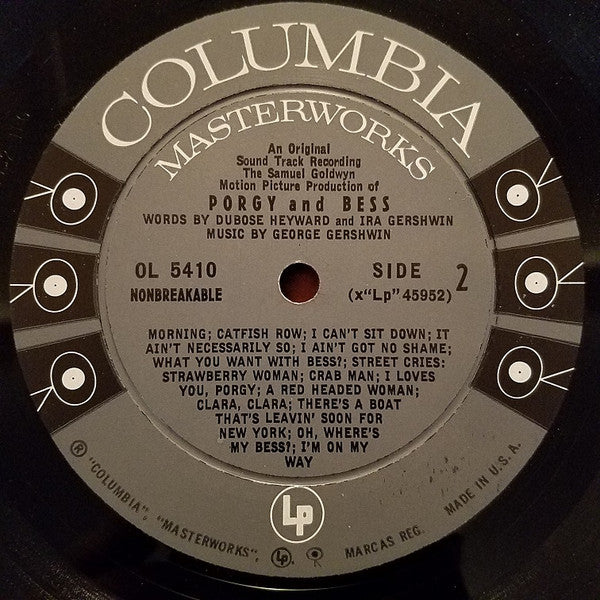 COLUMBIA
MASTERWORKS
An Original
Sound Track Recording
The Samuel Goldwyn
Motion Picture Production of
PORGY and BESS
WORDS BY DUBOSE HEYWARD and IRA GERSHWIN
MUSIC BY GEORGE GERSHWIN
OL 5410
NONBREAKABLE
SIDE 2
(x"Lp"45952)
MORNING; CATFISH ROW; I CAN'T SIT DOWN; IT
AIN'T NECESSARILY SO; I AIN'T GOT NO SHAME;
WHAT YOU WANT WITH BESS?; STREET CRIES:
STRAWBERRY WOMAN; CRAB MAN; I LOVES
YOU, PORGY; A RED HEADED WOMAN;
CLARA, CLARA; THERE'S A BOAT
THAT'S LEAVIN' SOON FOR
NEW YORK; OH, WHERE'S
MY BESS?; I'M ON MY
WAY
LP
® "COLUMBIA", "MASTERWORKS", LP, MARCAS REG. MADE IN U.S.A.